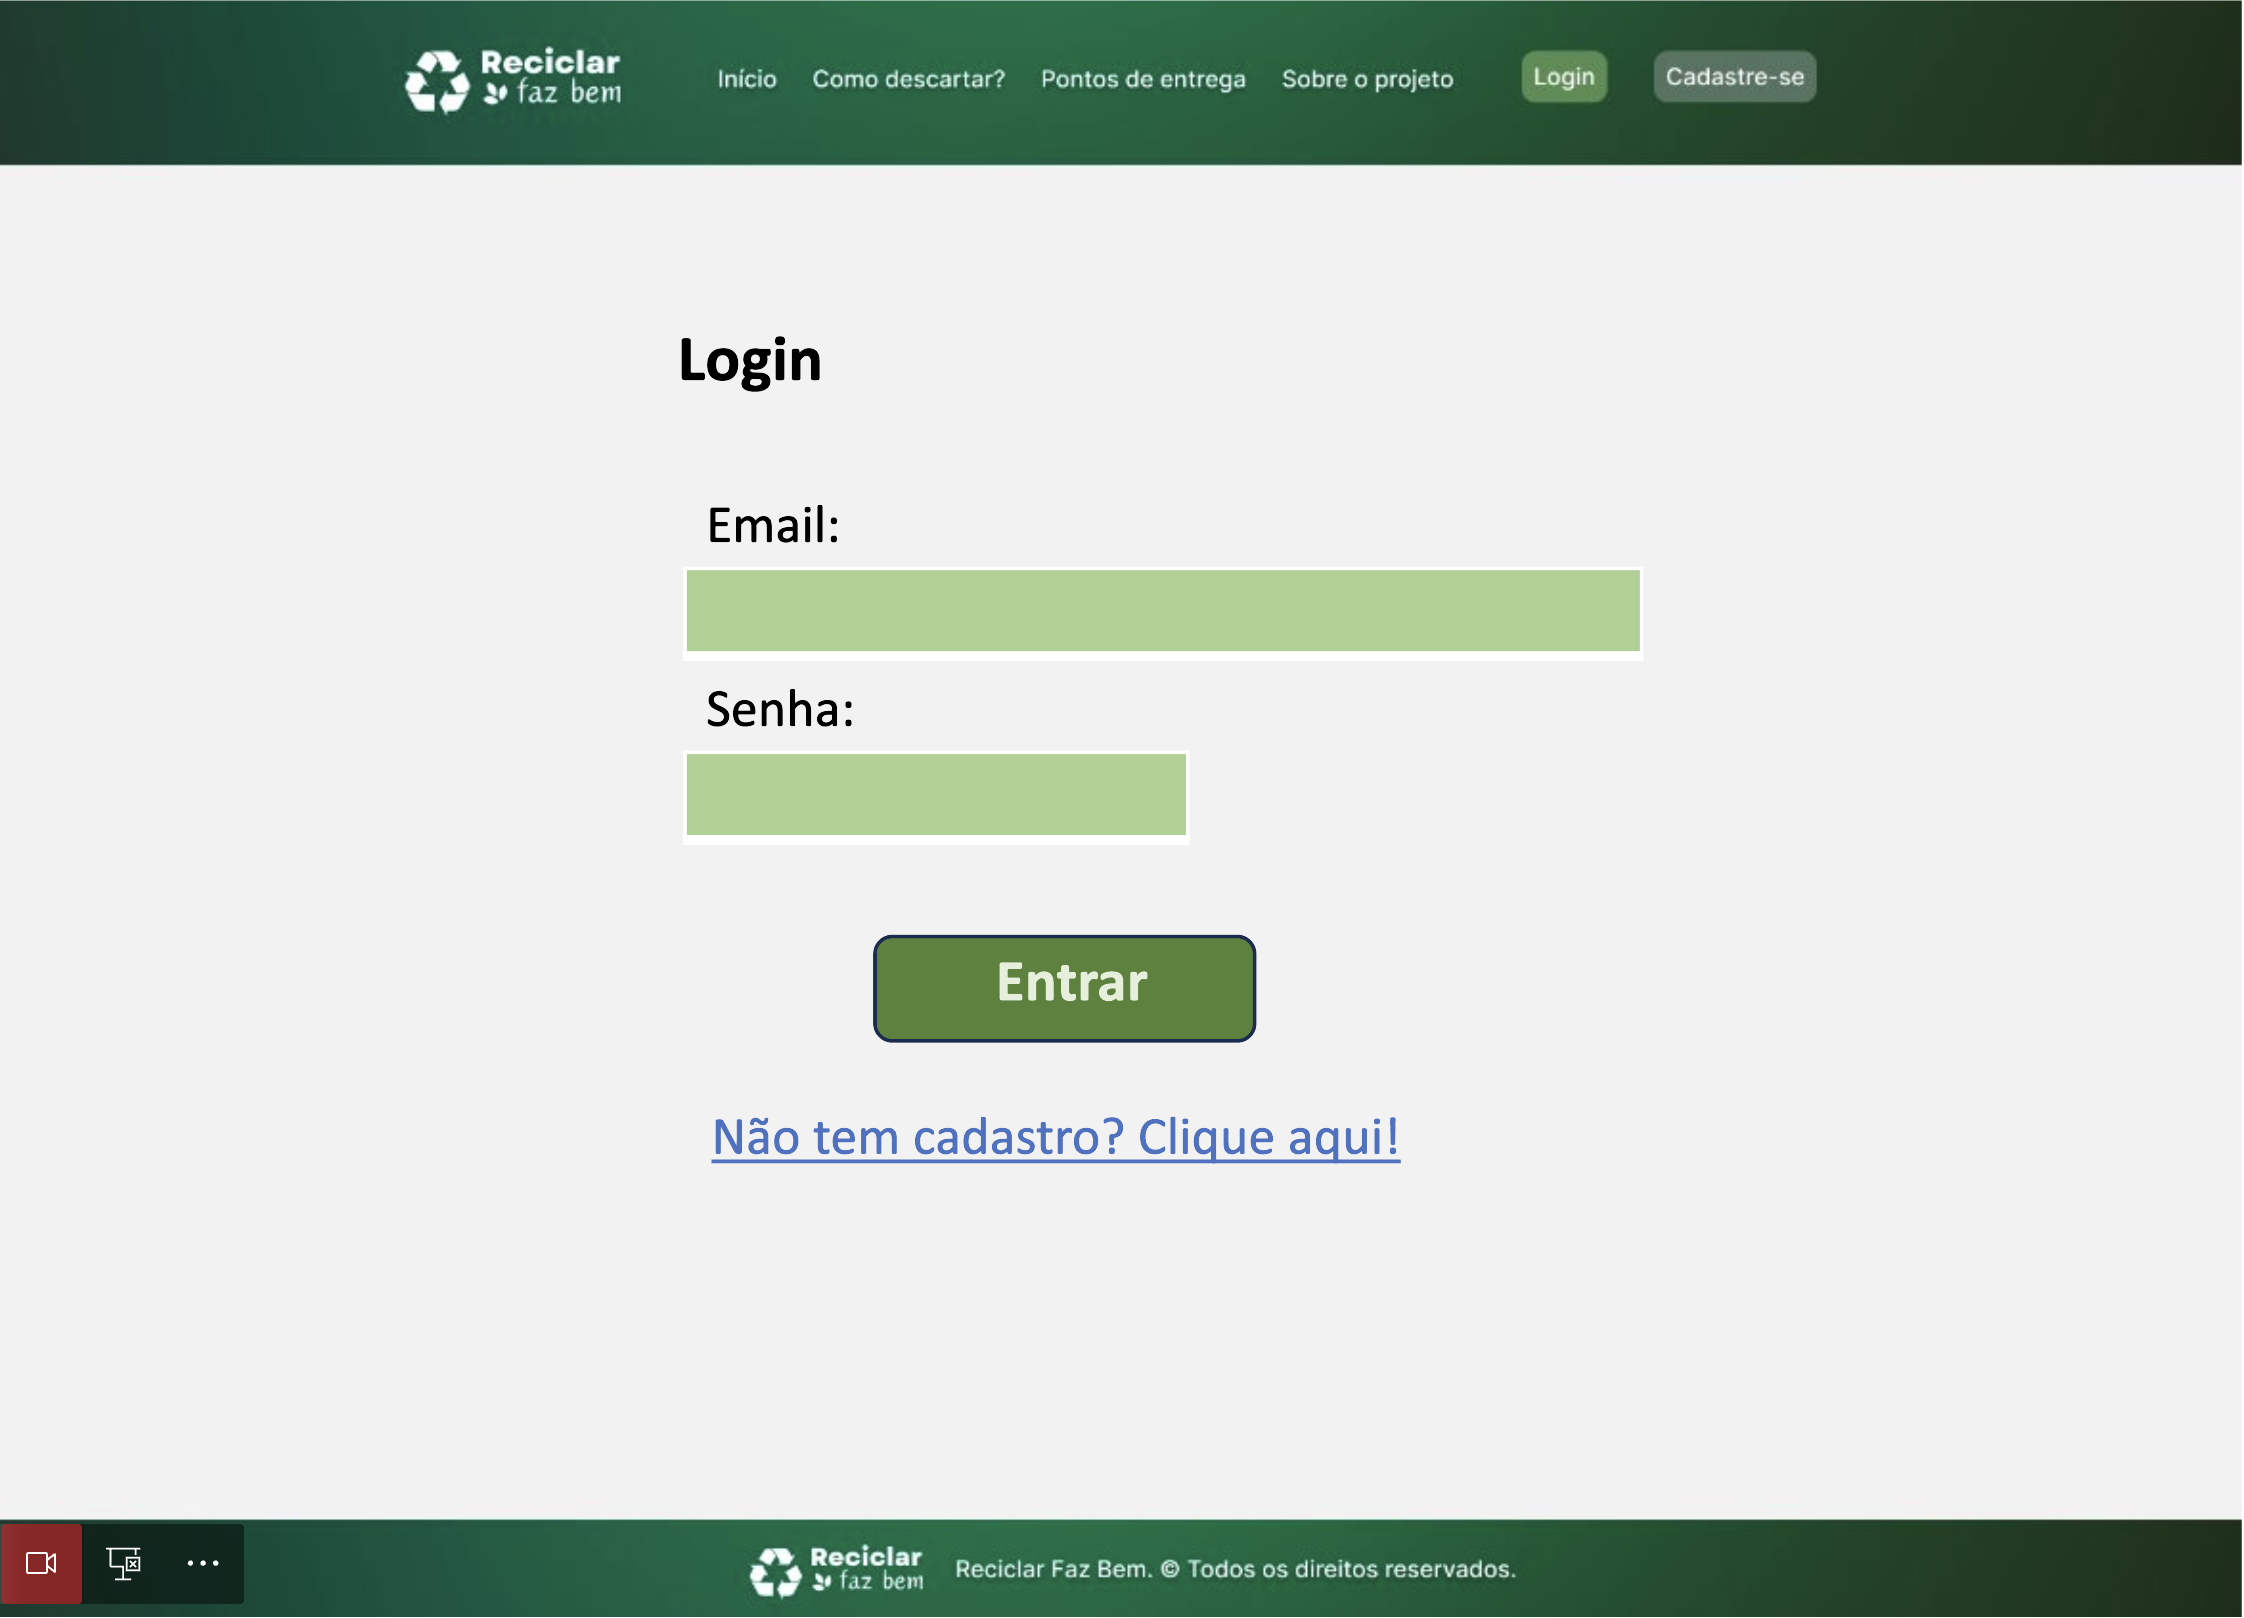 Reciclar
faz bem
Início Como descartar? Pontos de entrega Sobre o projeto Login Cadastre-se
Login
Email:
Senha:
Entrar
Não tem cadastro? Clique aqui!
Reciclar
faz bem
Reciclar Faz Bem. © Todos os direitos reservados.